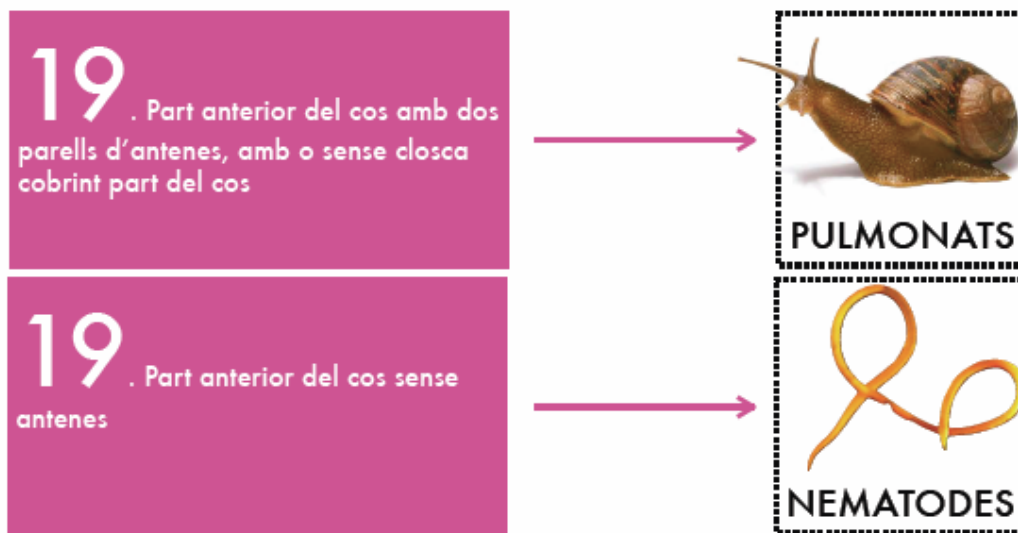 19. Part anterior del cos amb dos
parells d'antenes, amb o sense closca
cobrint part del cos
PULMONATS
19. Part anterior del cos sense
antenes
NEMATODES